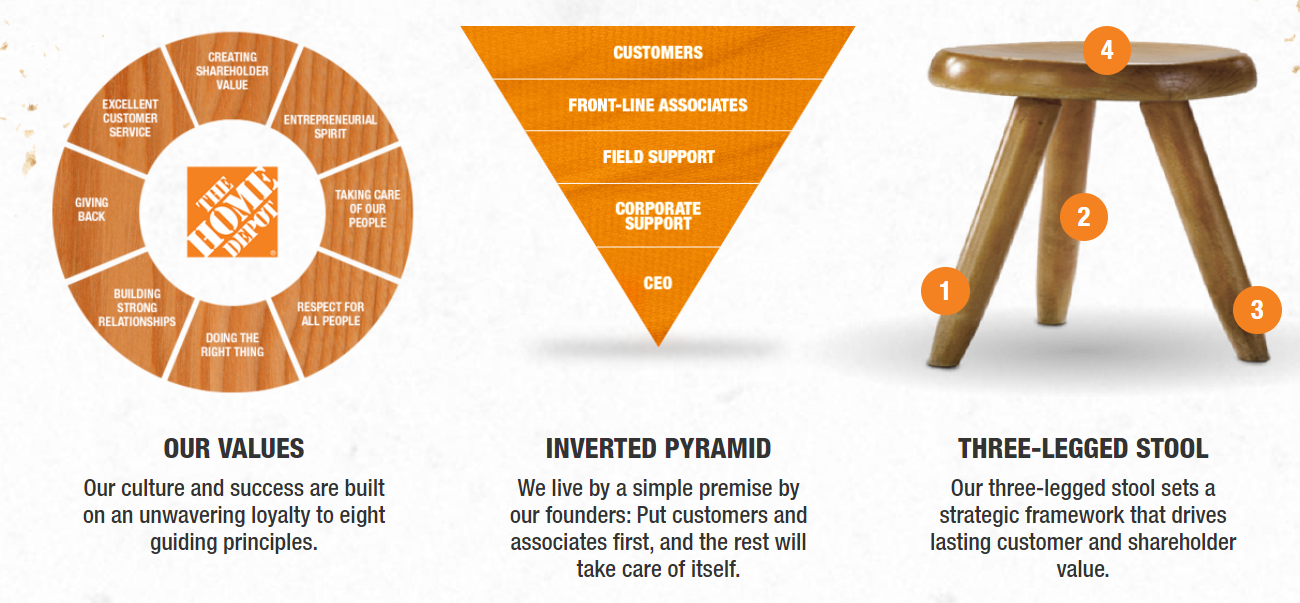 CREATING
SHAREHOLDER
VALUE
ENTREPRENEURIAL
SPIRIT
TAKING CARE
OF OUR
PEOPLE
RESPECT FOR
ALL PEOPLE
DOING THE
RIGHT THING
BUILDING
STRONG
RELATIONSHIPS
GIVING
BACK
EXCELLENT
CUSTOMER
SERVICE
THE
HOME
DEPOT
®
OUR VALUES
Our culture and success are built
on an unwavering loyalty to eight
guiding principles.
CUSTOMERS
FRONT-LINE ASSOCIATES
FIELD SUPPORT
CORPORATE
SUPPORT
CEO
INVERTED PYRAMID
We live by a simple premise by
our founders: Put customers and
associates first, and the rest will
take care of itself.
4
2
1
3
THREE-LEGGED STOOL
Our three-legged stool sets a
strategic framework that drives
lasting customer and shareholder
value.